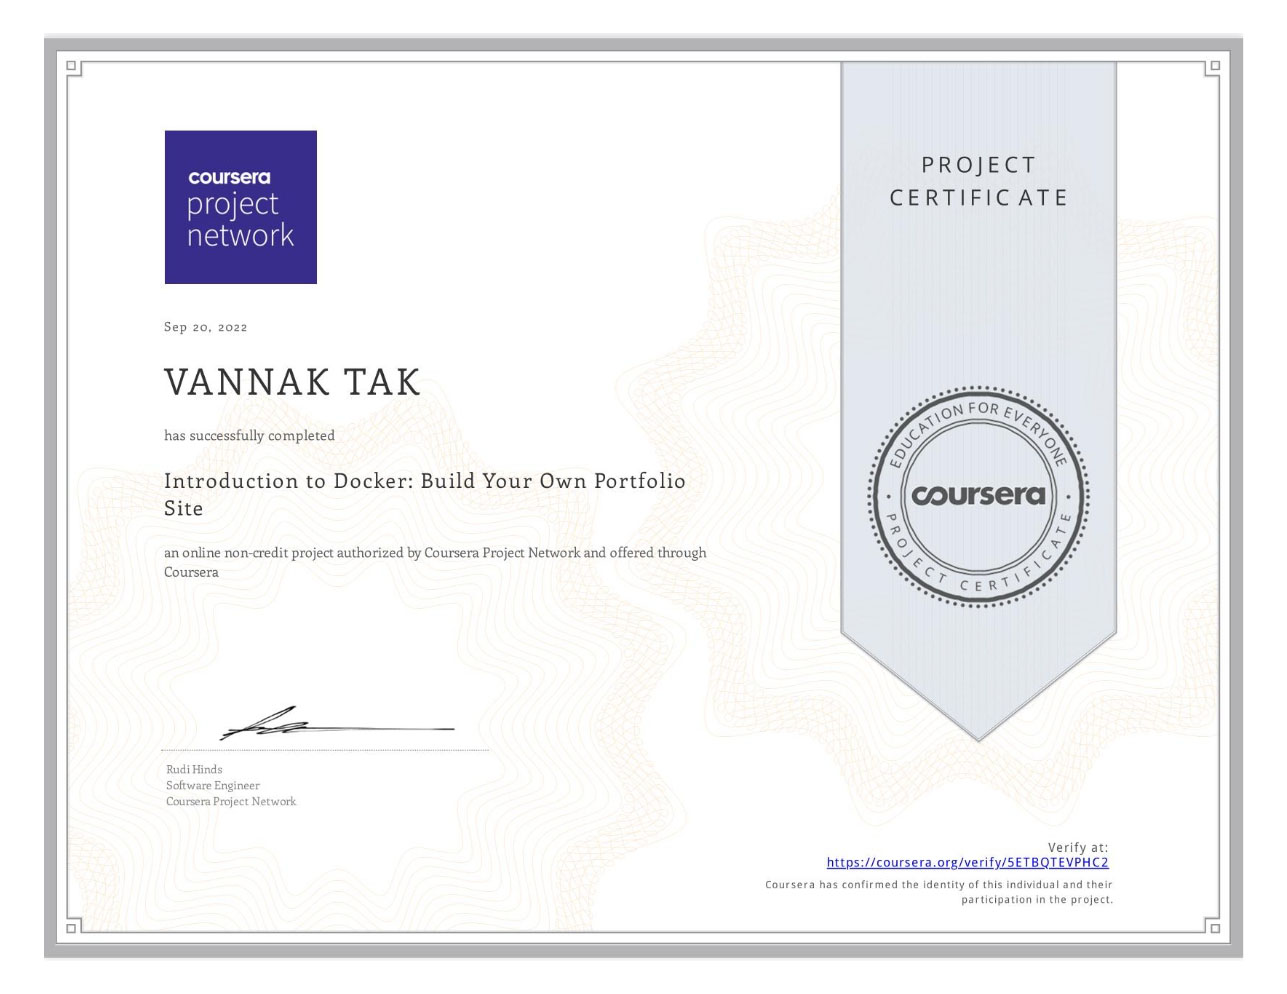 coursera
project
network
PROJECT
CERTIFICATE
Sep 20, 2022
VANNAK TAK
has successfully completed
Introduction to Docker: Build Your Own Portfolio
Site
an online non-credit project authorized by Coursera Project Network and offered through
Coursera
EDUCATION FOR EVERYONE
coursera
PROJECT CERTIFICATE
Rudi Hinds
Software Engineer
Coursera Project Network
Verify at:
https://coursera.org/verify/5ETBQTEVPHC2
Coursera has confirmed the identity of this individual and their
participation in the project.